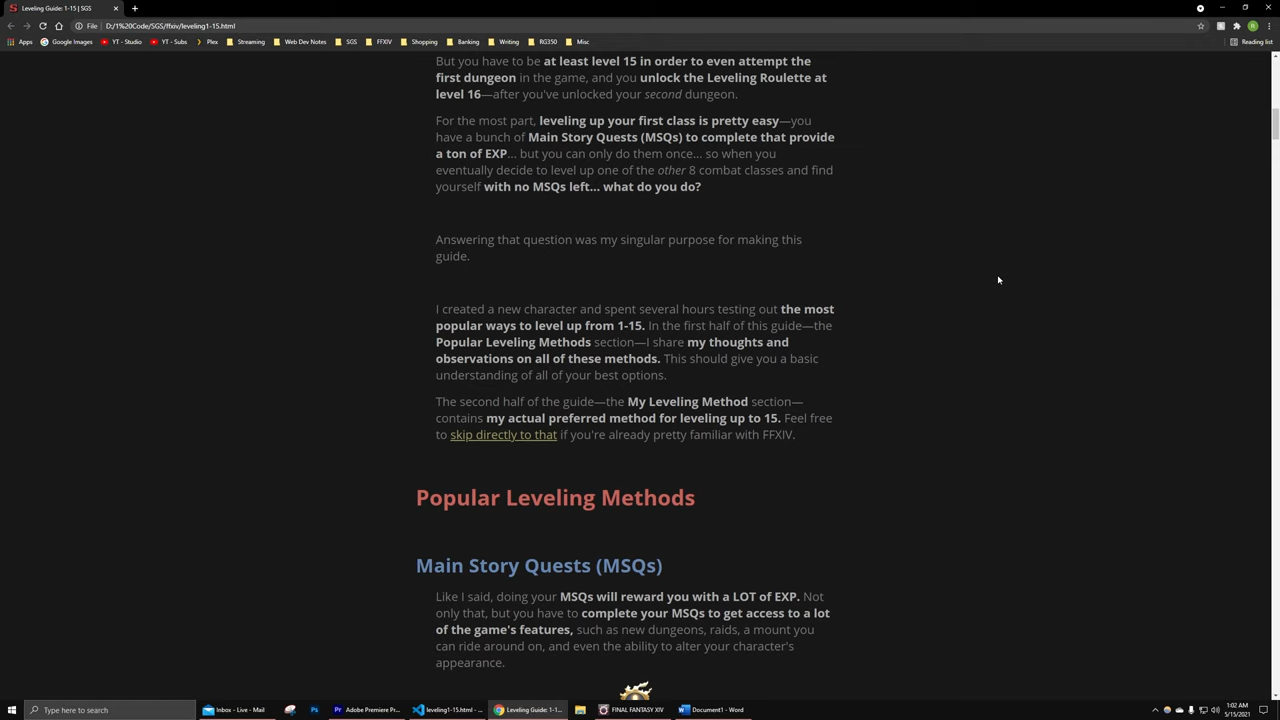 Leveling Guide: 1-15 | SGS
File D:/1%20Code/SGS/ffxiv/leveling1-15.html
Apps Google Images YT - Studio YT - Subs Plex Streaming Web Dev Notes SGS FFXIV Shopping Banking Writing RG350 Misc Reading list
But you have to be at least level 15 in order to even attempt the
first dungeon in the game, and you unlock the Leveling Roulette at
level 16—after you've unlocked your second dungeon.
For the most part, leveling up your first class is pretty easy—you
have a bunch of Main Story Quests (MSQs) to complete that provide
a ton of EXP... but you can only do them once... so when you
eventually decide to level up one of the other 8 combat classes and find
yourself with no MSQs left... what do you do?
Answering that question was my singular purpose for making this
guide.
I created a new character and spent several hours testing out the most
popular ways to level up from 1-15. In the first half of this guide—the
Popular Leveling Methods section—I share my thoughts and
observations on all of these methods. This should give you a basic
understanding of all of your best options.
The second half of the guide—the My Leveling Method section—
contains my actual preferred method for leveling up to 15. Feel free
to skip directly to that if you're already pretty familiar with FFXIV.
Popular Leveling Methods
Main Story Quests (MSQs)
Like I said, doing your MSQs will reward you with a LOT of EXP. Not
only that, but you have to complete your MSQs to get access to a lot
of the game's features, such as new dungeons, raids, a mount you
can ride around on, and even the ability to alter your character's
appearance.
Type here to search
Inbox - Live - Mail
Ps
Pr Adobe Premiere Pr...
leveling1-15.html - ...
Leveling Guide: 1-1...
FINAL FANTASY XIV
Document1 - Word
1:02 AM
5/15/2021